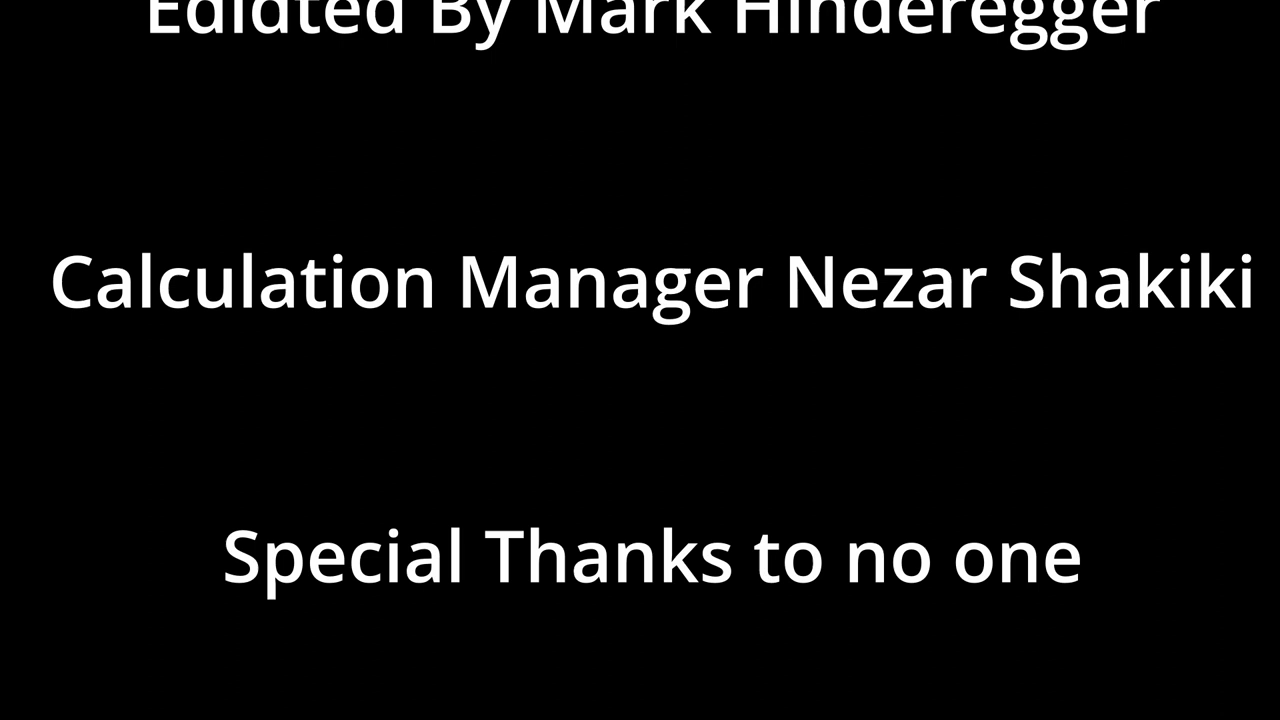 Edidted By Mark Hinderegger
Calculation Manager Nezar Shakiki
Special Thanks to no one